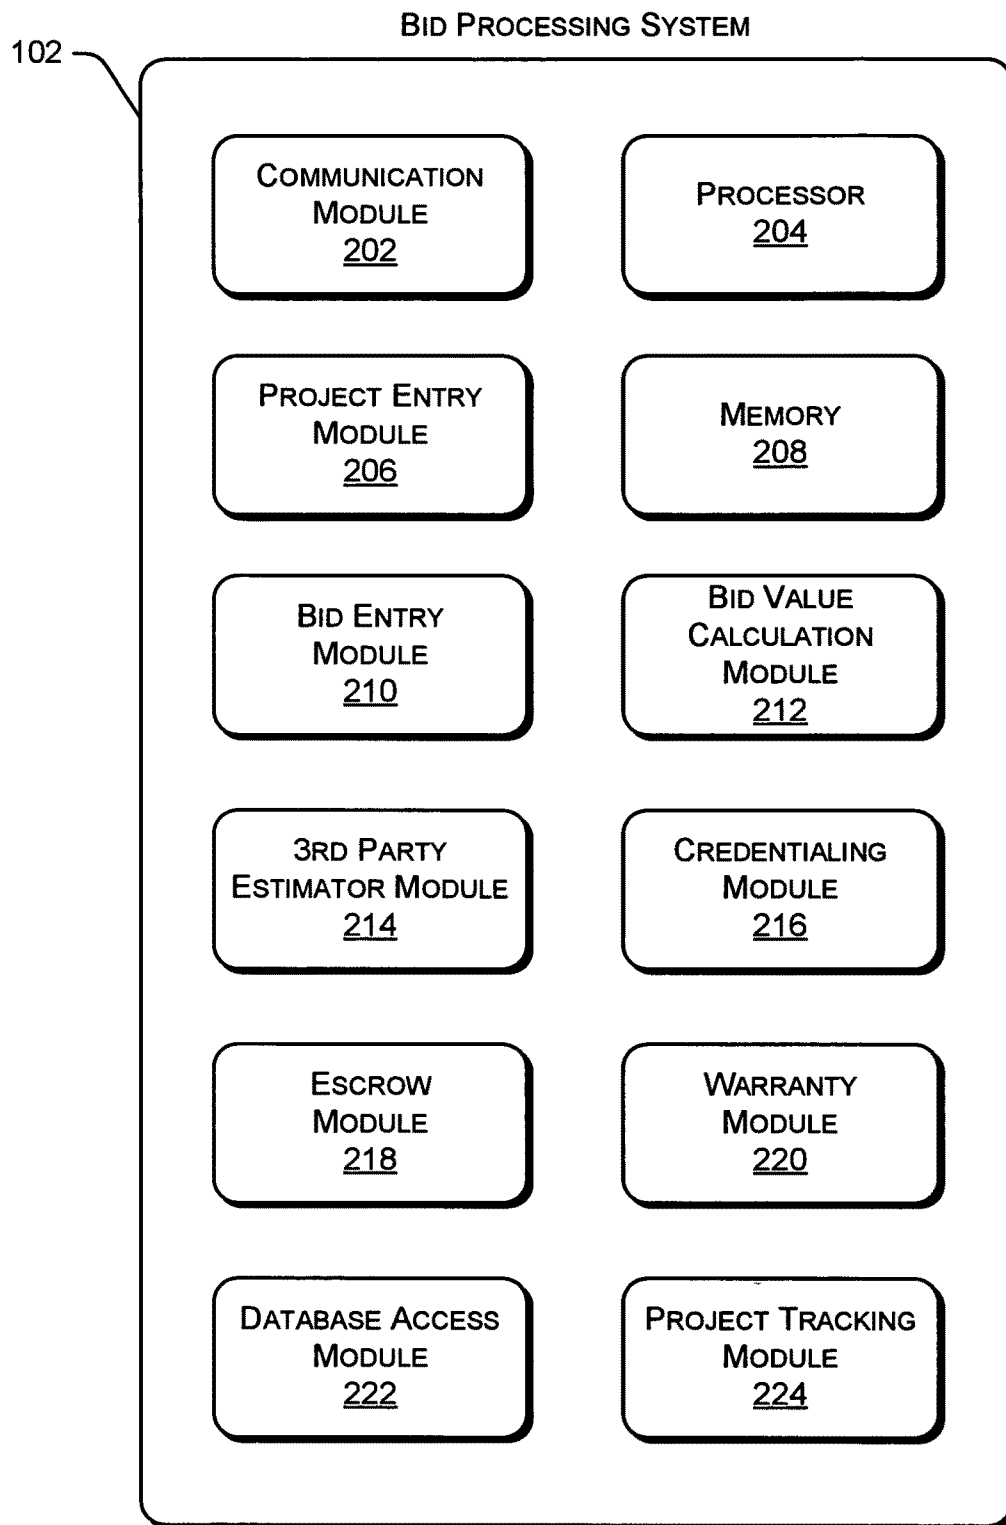 BID PROCESSING SYSTEM
102
COMMUNICATION
MODULE
202
PROCESSOR
204
PROJECT ENTRY
MODULE
206
MEMORY
208
BID ENTRY
MODULE
210
BID VALUE
CALCULATION
MODULE
212
3RD PARTY
ESTIMATOR MODULE
214
CREDENTIALING
MODULE
216
ESCROW
MODULE
218
WARRANTY
MODULE
220
DATABASE ACCESS
MODULE
222
PROJECT TRACKING
MODULE
224